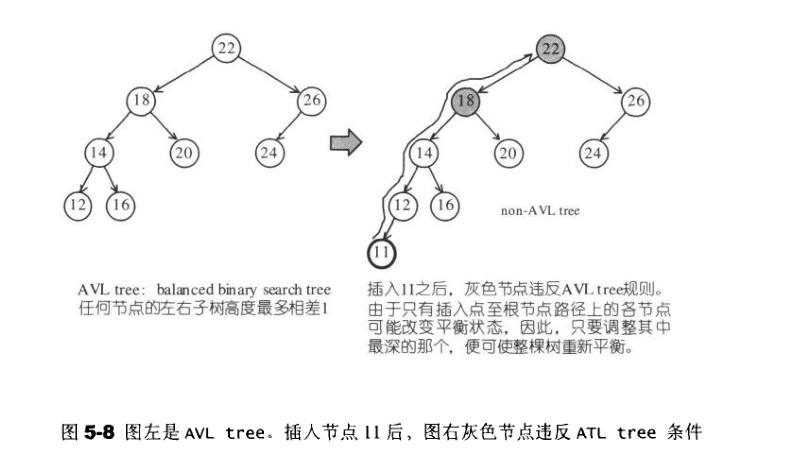 22
22
18
26
18
26
14
20
24
14
20
24
12
16
12
16
non-AVL tree
11
AVL tree: balanced binary search tree
任何节点的左右子树高度最多相差1
插入11之后，灰色节点违反AVL tree规则。
由于只有插入点至根节点路径上的各节点
可能改变平衡状态，因此，只要调整其中
最深的那个，便可使整棵树重新平衡。
图 5-8 图左是 AVL tree。插入节点 11 后，图右灰色节点违反 ATL tree 条件